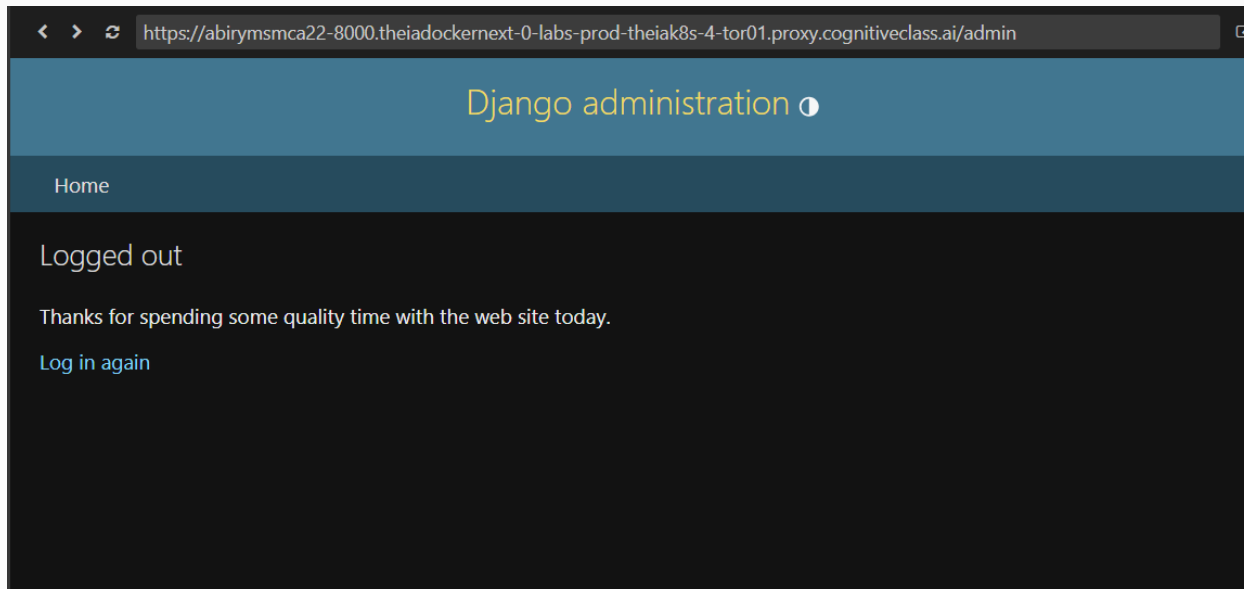 https://abirymsmca22-8000.theiadockernext-0-labs-prod-theiak8s-4-tor01.proxy.cognitiveclass.ai/admin
Django administration
Home
Logged out
Thanks for spending some quality time with the web site today.
Log in again